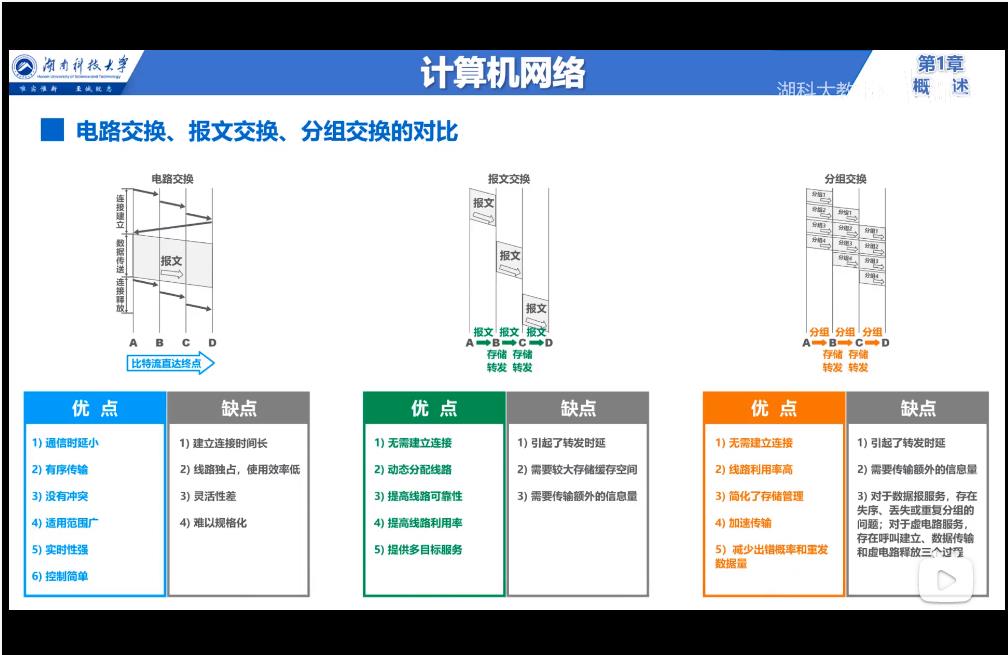 湖南科技大学
Hunan University of Science and Technology
唯实惟新 至诚致志
计算机网络
湖科大教
第1章
概 述
电路交换、报文交换、分组交换的对比
电路交换
连接建立
数据传送
连接释放
报文
A B C D
比特流直达终点
报文交换
报文
报文
报文
报文 报文 报文
A B C D
存储 存储
转发 转发
分组交换
分组1
分组2 分组1
分组3 分组2 分组1
分组4 分组3 分组2
分组4 分组3
分组4
分组 分组 分组
A B C D
存储 存储
转发 转发
优 点
1) 通信时延小
2) 有序传输
3) 没有冲突
4) 适用范围广
5) 实时性强
6) 控制简单
缺点
1) 建立连接时间长
2) 线路独占，使用效率低
3) 灵活性差
4) 难以规格化
优 点
1) 无需建立连接
2) 动态分配线路
3) 提高线路可靠性
4) 提高线路利用率
5) 提供多目标服务
缺点
1) 引起了转发时延
2) 需要较大存储缓存空间
3) 需要传输额外的信息量
优 点
1) 无需建立连接
2) 线路利用率高
3) 简化了存储管理
4) 加速传输
5）减少出错概率和重发
数据量
缺点
1) 引起了转发时延
2) 需要传输额外的信息量
3) 对于数据报服务，存在
失序、丢失或重复分组的
问题；对于虚电路服务，
存在呼叫建立、数据传输
和虚电路释放三个过程